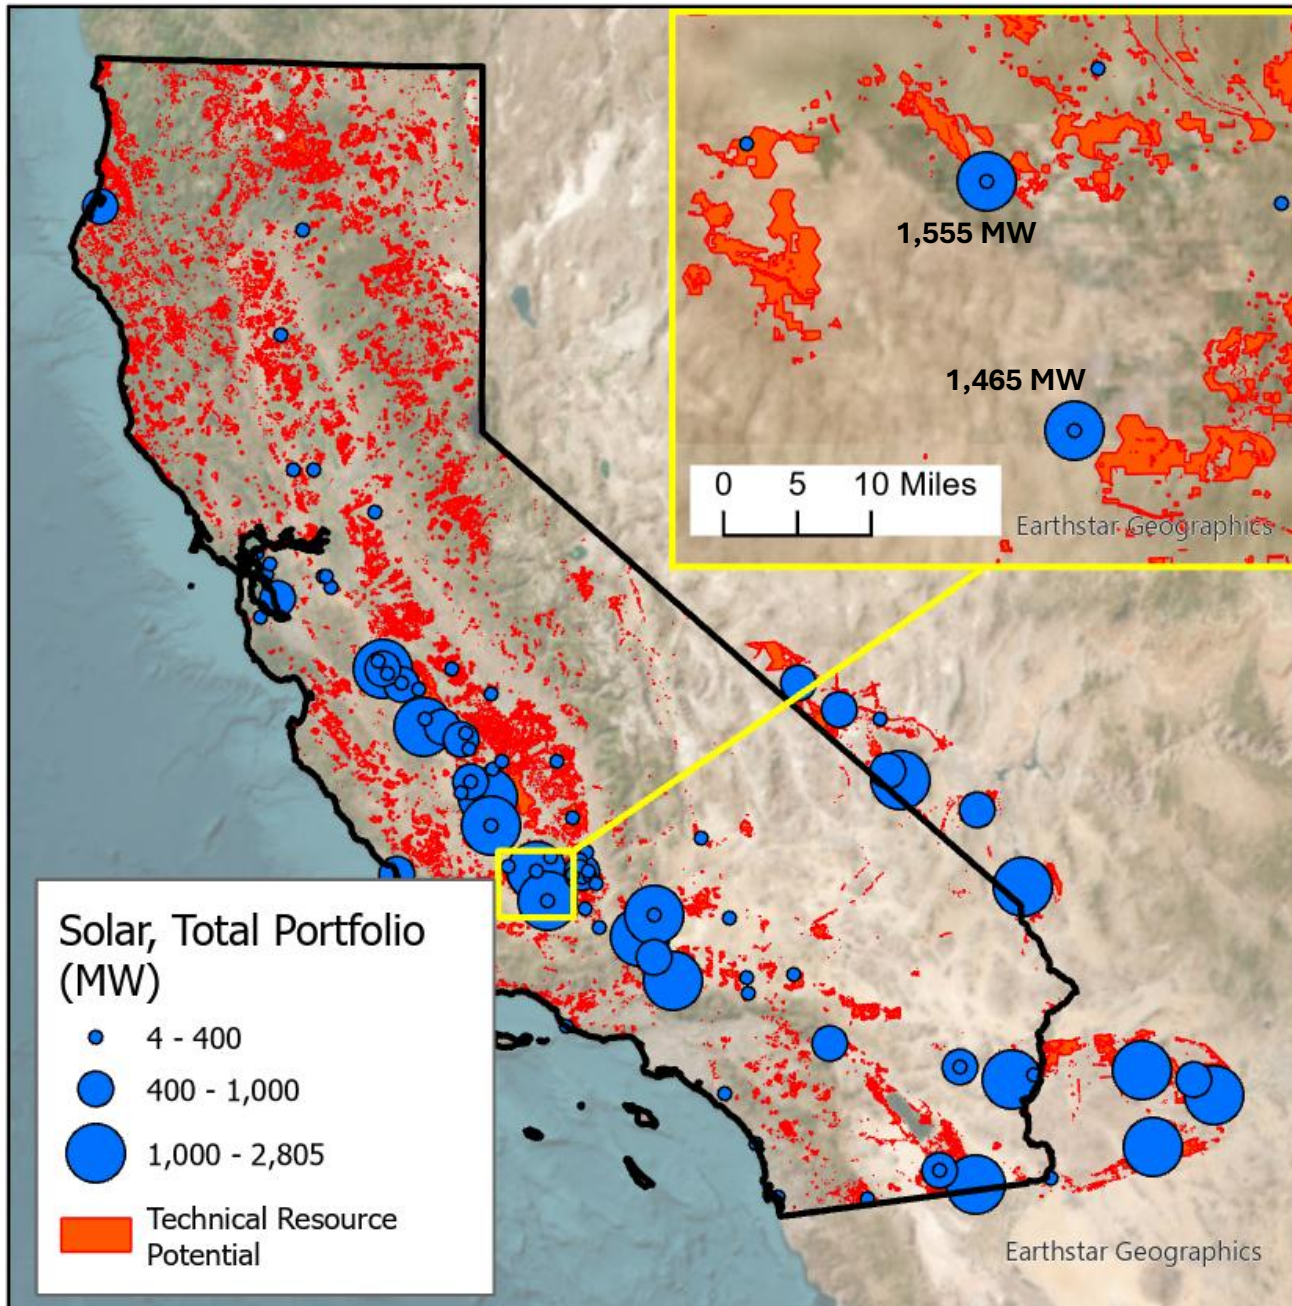 1,555 MW
1,465 MW
0 5 10 Miles
Earthstar Geographics
Solar, Total Portfolio
(MW)
4 - 400
400 - 1,000
1,000 - 2,805
Technical Resource
Potential
Earthstar Geographics